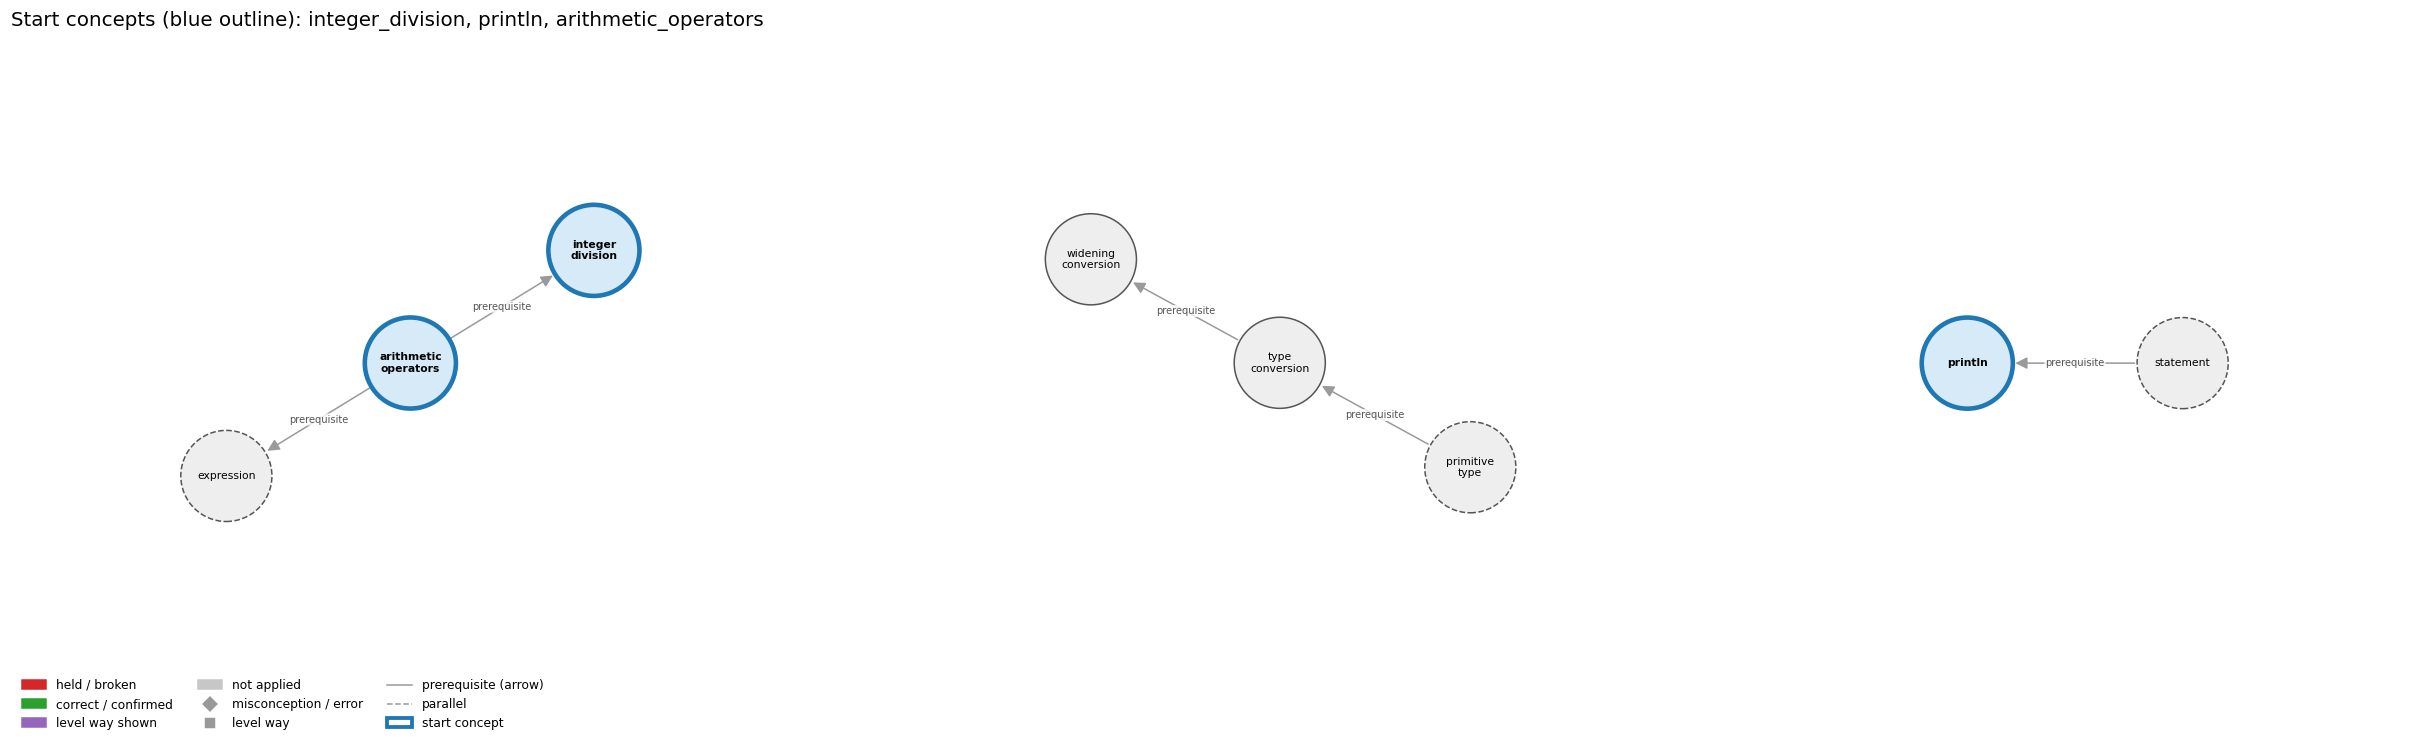 Start concepts (blue outline): integer_division, println, arithmetic_operators
integer
division
prerequisite
arithmetic
operators
prerequisite
expression
widening
conversion
prerequisite
type
conversion
prerequisite
primitive
type
println
prerequisite
statement
held / broken
correct / confirmed
level way shown
not applied
misconception / error
level way
prerequisite (arrow)
parallel
start concept